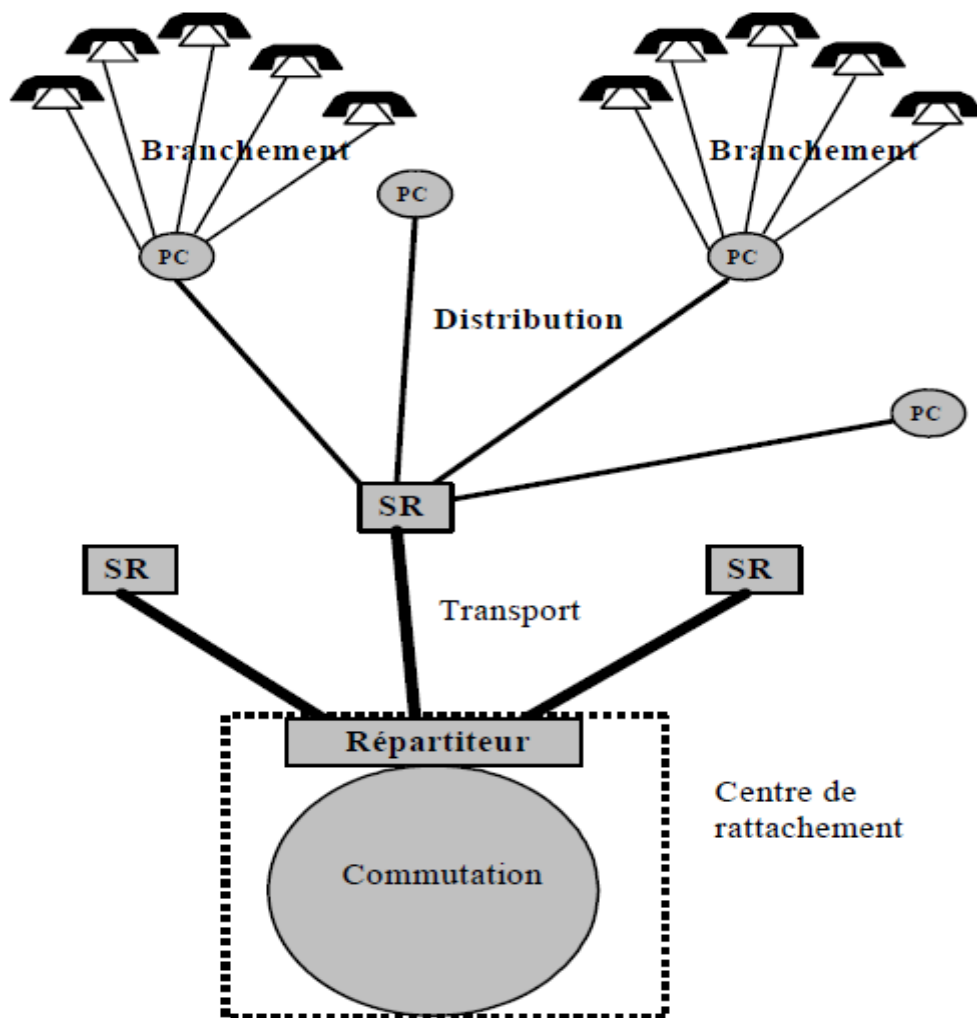 Branchement
Branchement
PC
PC
PC
Distribution
PC
SR
SR
SR
Transport
Répartiteur
Centre de
rattachement
Commutation